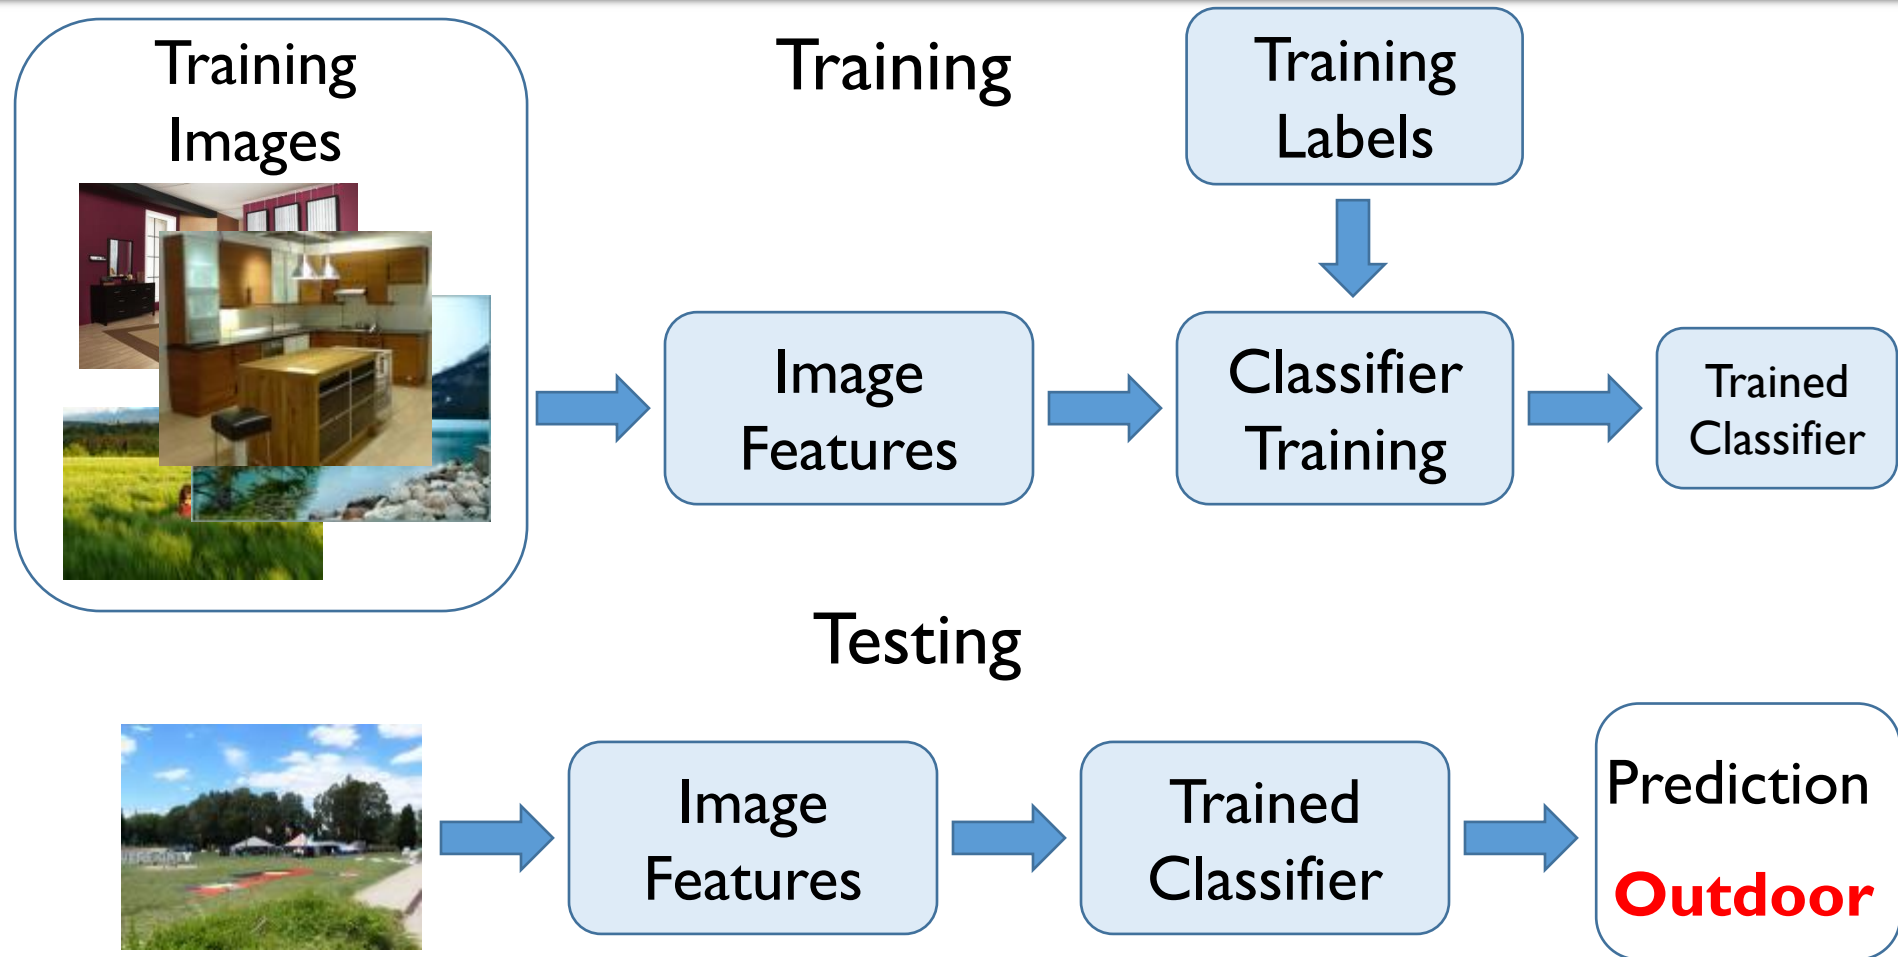 Training
Images
Training
Training
Labels
Image
Features
Classifier
Training
Trained
Classifier
Testing
Image
Features
Trained
Classifier
Prediction
Outdoor